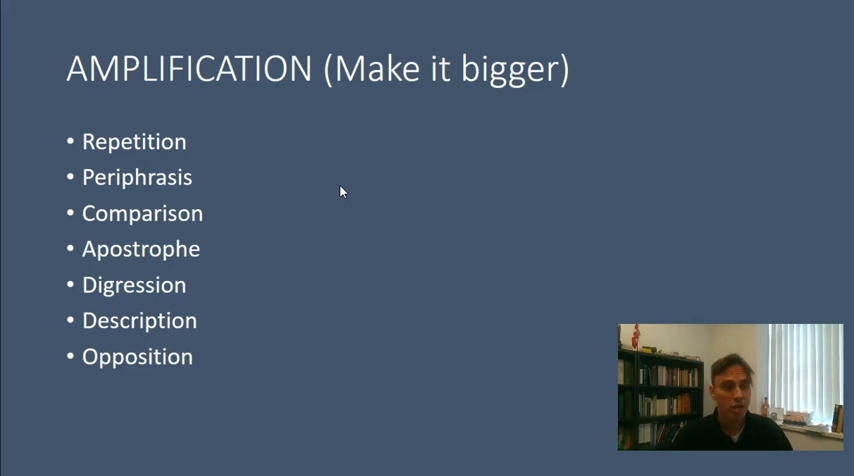 AMPLIFICATION (Make it bigger)
• Repetition
• Periphrasis
• Comparison
• Apostrophe
• Digression
• Description
• Opposition